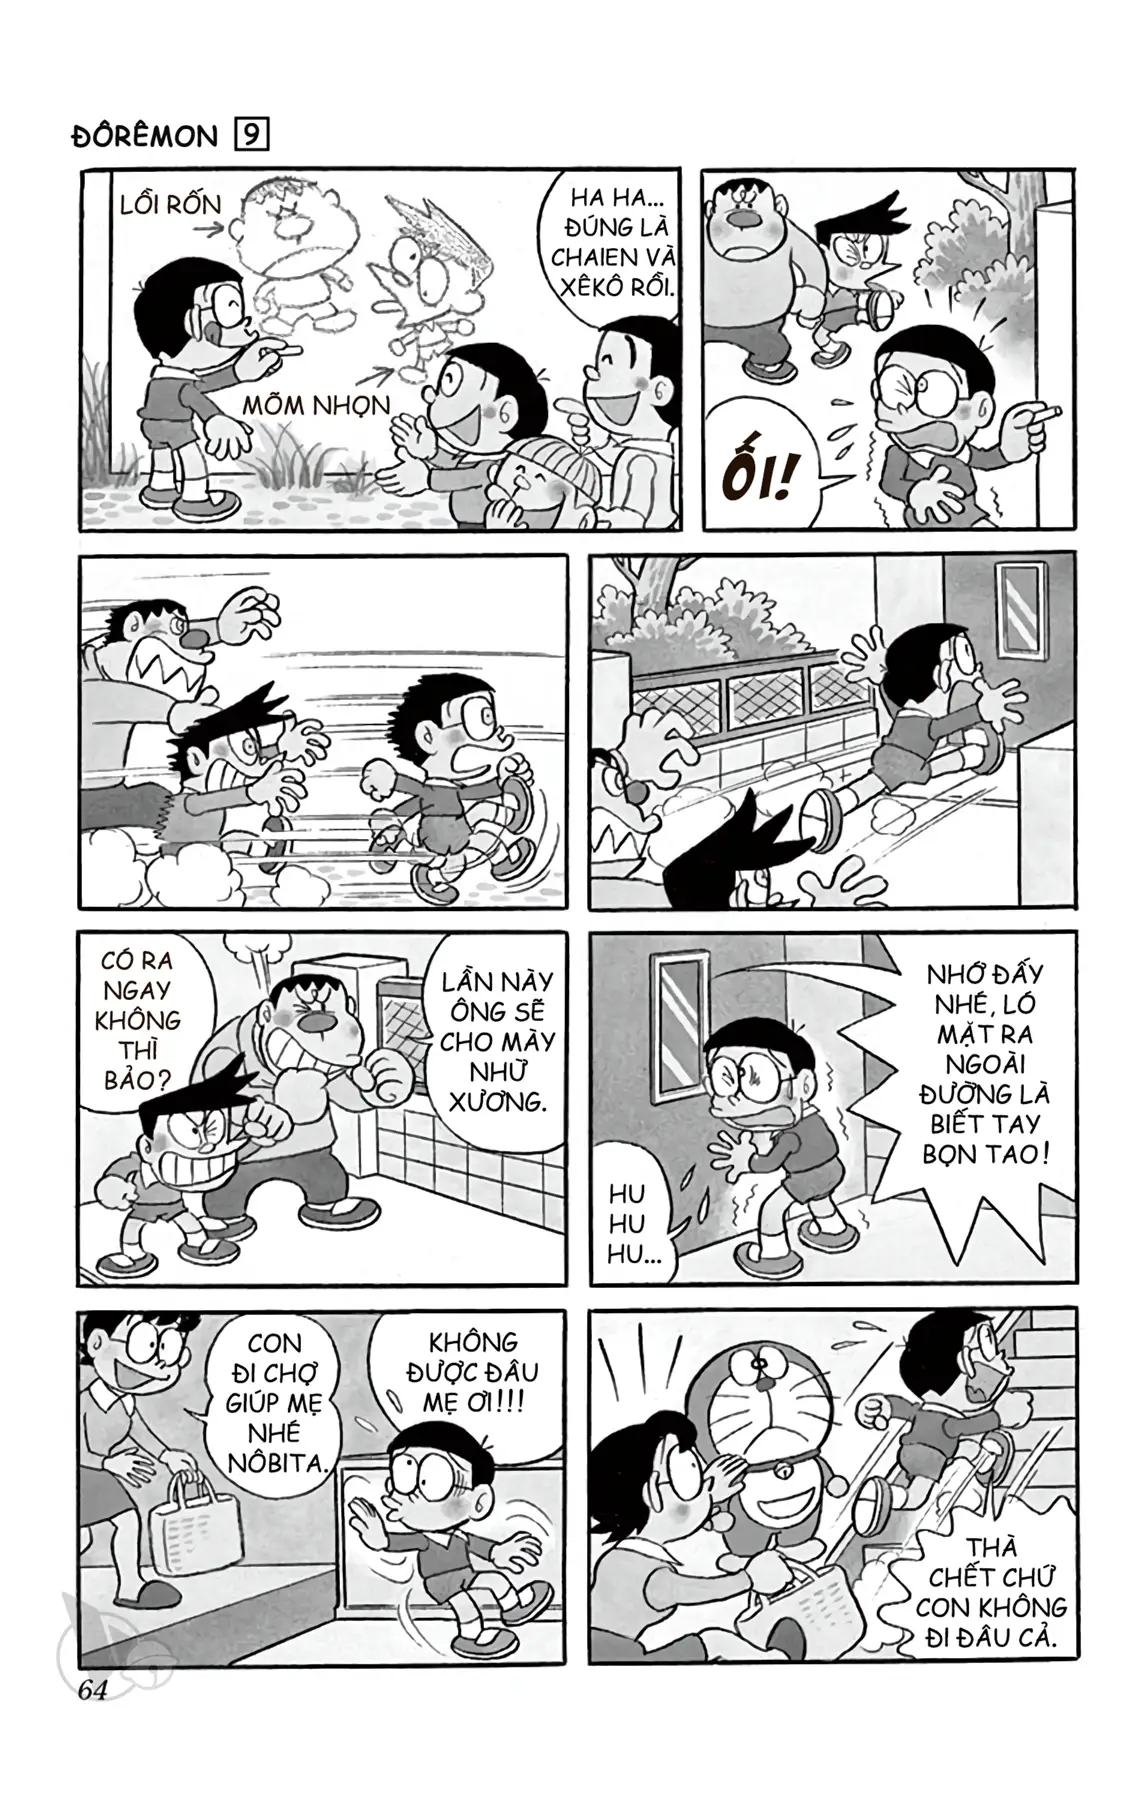 ĐÔRÊMON 9
LỒI RỐN
MÕM NHỌN
HA HA...
ĐÚNG LÀ
CHAIEN VÀ
XÊKÔ RỒI.
ỐI!
CÓ RA
NGAY
KHÔNG
THÌ
BẢO?
LẦN NÀY
ÔNG SẼ
CHO MÀY
NHỪ
XƯƠNG.
NHỚ ĐẤY
NHÉ, LÓ
MẶT RA
NGOÀI
ĐƯỜNG LÀ
BIẾT TAY
BỌN TAO!
HU
HU
HU...
CON
ĐI CHỢ
GIÚP MẸ
NHÉ
NÔBITA.
KHÔNG
ĐƯỢC ĐÂU
MẸ ƠI!!!
THÀ
CHẾT CHỨ
CON KHÔNG
ĐI ĐÂU CẢ.
64